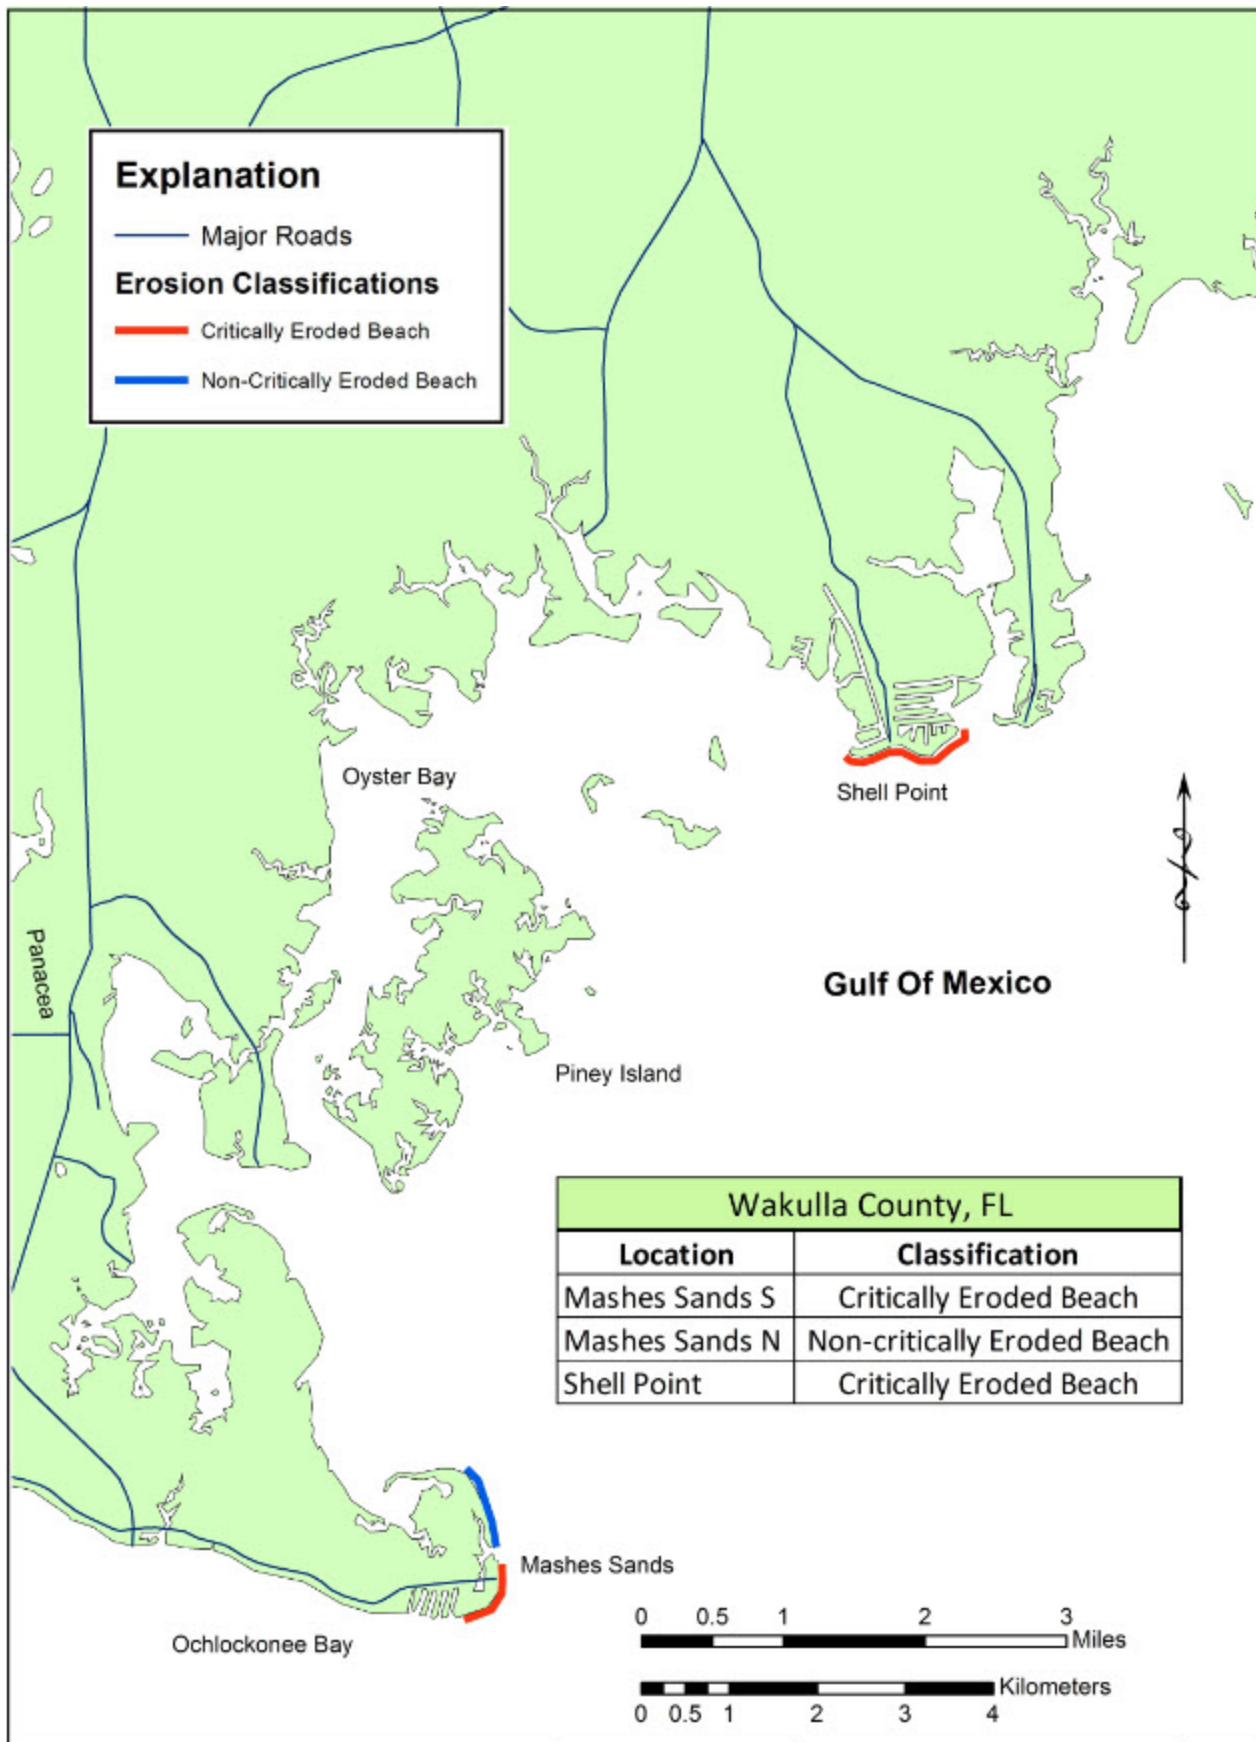 Explanation
Major Roads
Erosion Classifications
Critically Eroded Beach
Non-Critically Eroded Beach
Oyster Bay
Shell Point
Panacea
Gulf Of Mexico
Piney Island
Wakulla County, FL
Location Classification
Mashes Sands S Critically Eroded Beach
Mashes Sands N Non-critically Eroded Beach
Shell Point Critically Eroded Beach
Mashes Sands
Ochlockonee Bay
0 0.5 1 2 3
Miles
Kilometers
0 0.5 1 2 3 4